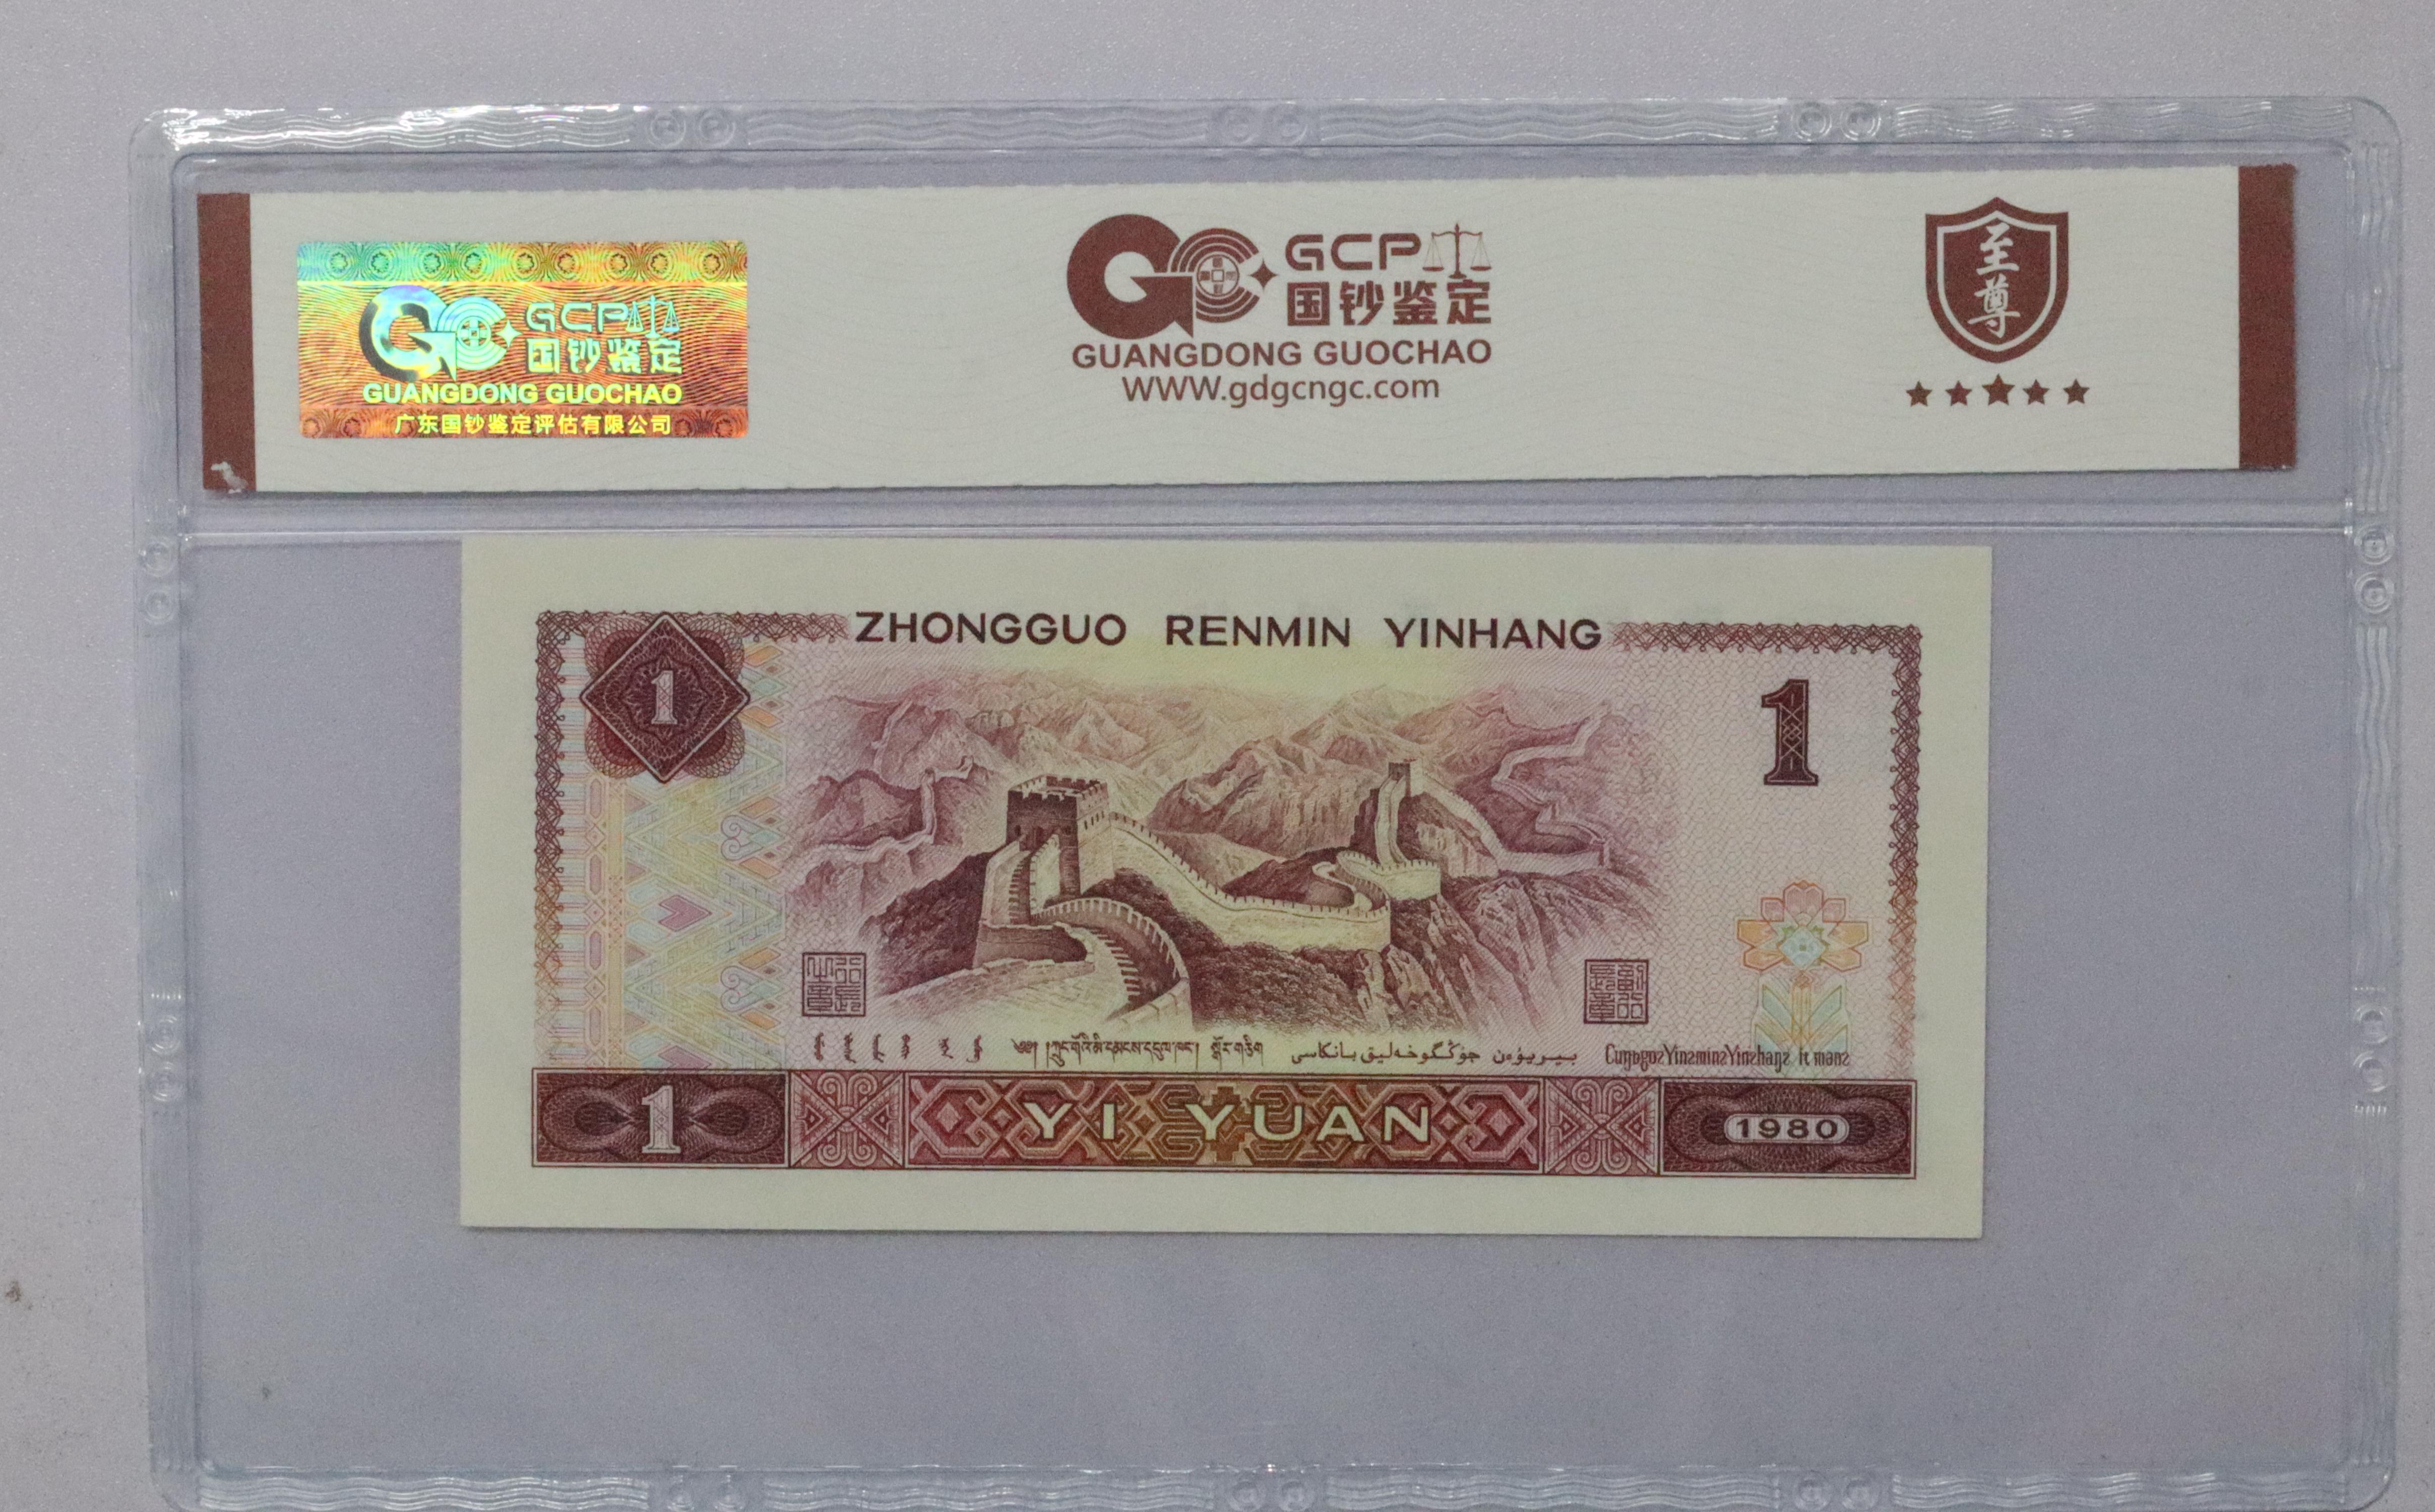 GCP
国钞鉴定
GUANGDONG GUOCHAO
广东国钞鉴定评估有限公司
GCP
国钞鉴定
GUANGDONG GUOCHAO
WWW.gdgcngc.com
至尊
ZHONGGUO RENMIN YINHANG
1
1
1
YI YUAN
1980